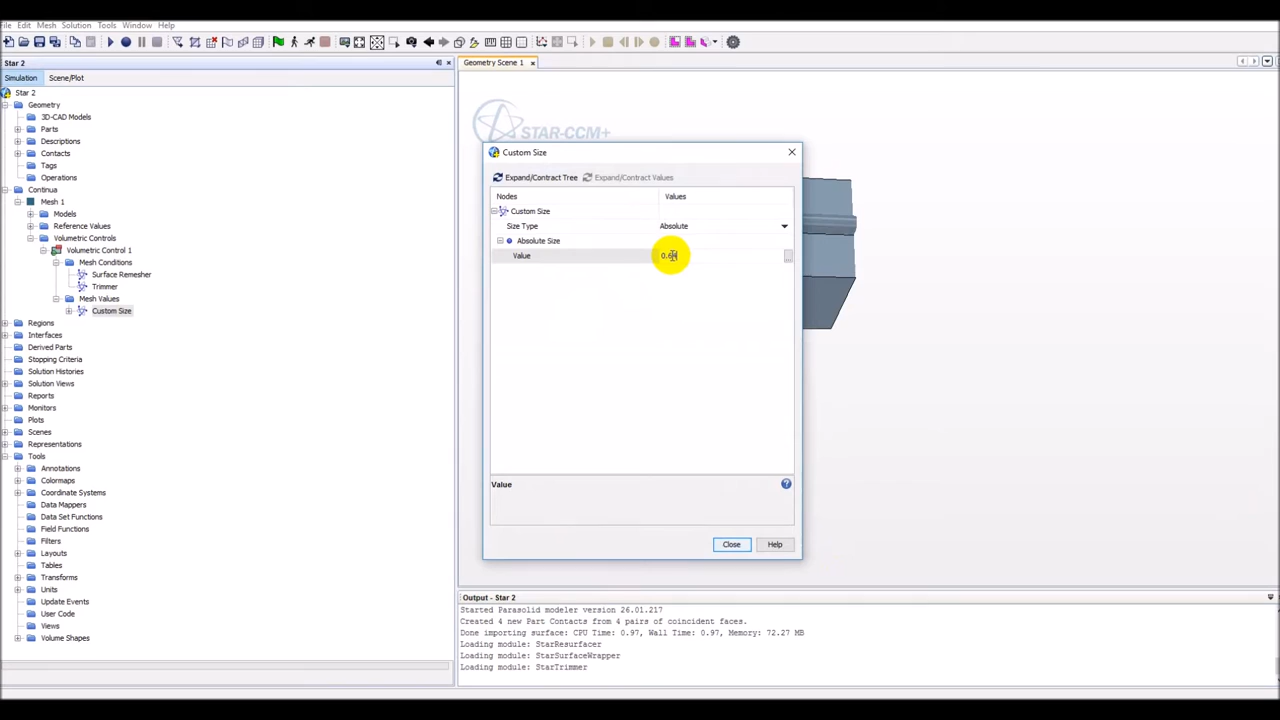 File Edit Mesh Solution Tools Window Help
Star 2
Simulation Scene/Plot
Star 2
Geometry
3D-CAD Models
Parts
Descriptions
Contacts
Tags
Operations
Continua
Mesh 1
Models
Reference Values
Volumetric Controls
Volumetric Control 1
Mesh Conditions
Surface Remesher
Trimmer
Mesh Values
Custom Size
Regions
Interfaces
Derived Parts
Stopping Criteria
Solution Histories
Solution Views
Reports
Monitors
Plots
Scenes
Representations
Tools
Annotations
Colormaps
Coordinate Systems
Data Mappers
Data Set Functions
Field Functions
Filters
Layouts
Tables
Transforms
Units
Update Events
User Code
Views
Volume Shapes
Geometry Scene 1
STAR-CCM+
Custom Size
Expand/Contract Tree Expand/Contract Values
Nodes Values
Custom Size
Size Type Absolute
Absolute Size
Value
Value
Close Help
Output - Star 2
Started Parasolid modeler version 26.01.217
Created 4 new Part Contacts from 4 pairs of coincident faces.
Done importing surface: CPU Time: 0.97, Wall Time: 0.97, Memory: 72.27 MB
Loading module: StarResurfacer
Loading module: StarSurfaceWrapper
Loading module: StarTrimmer